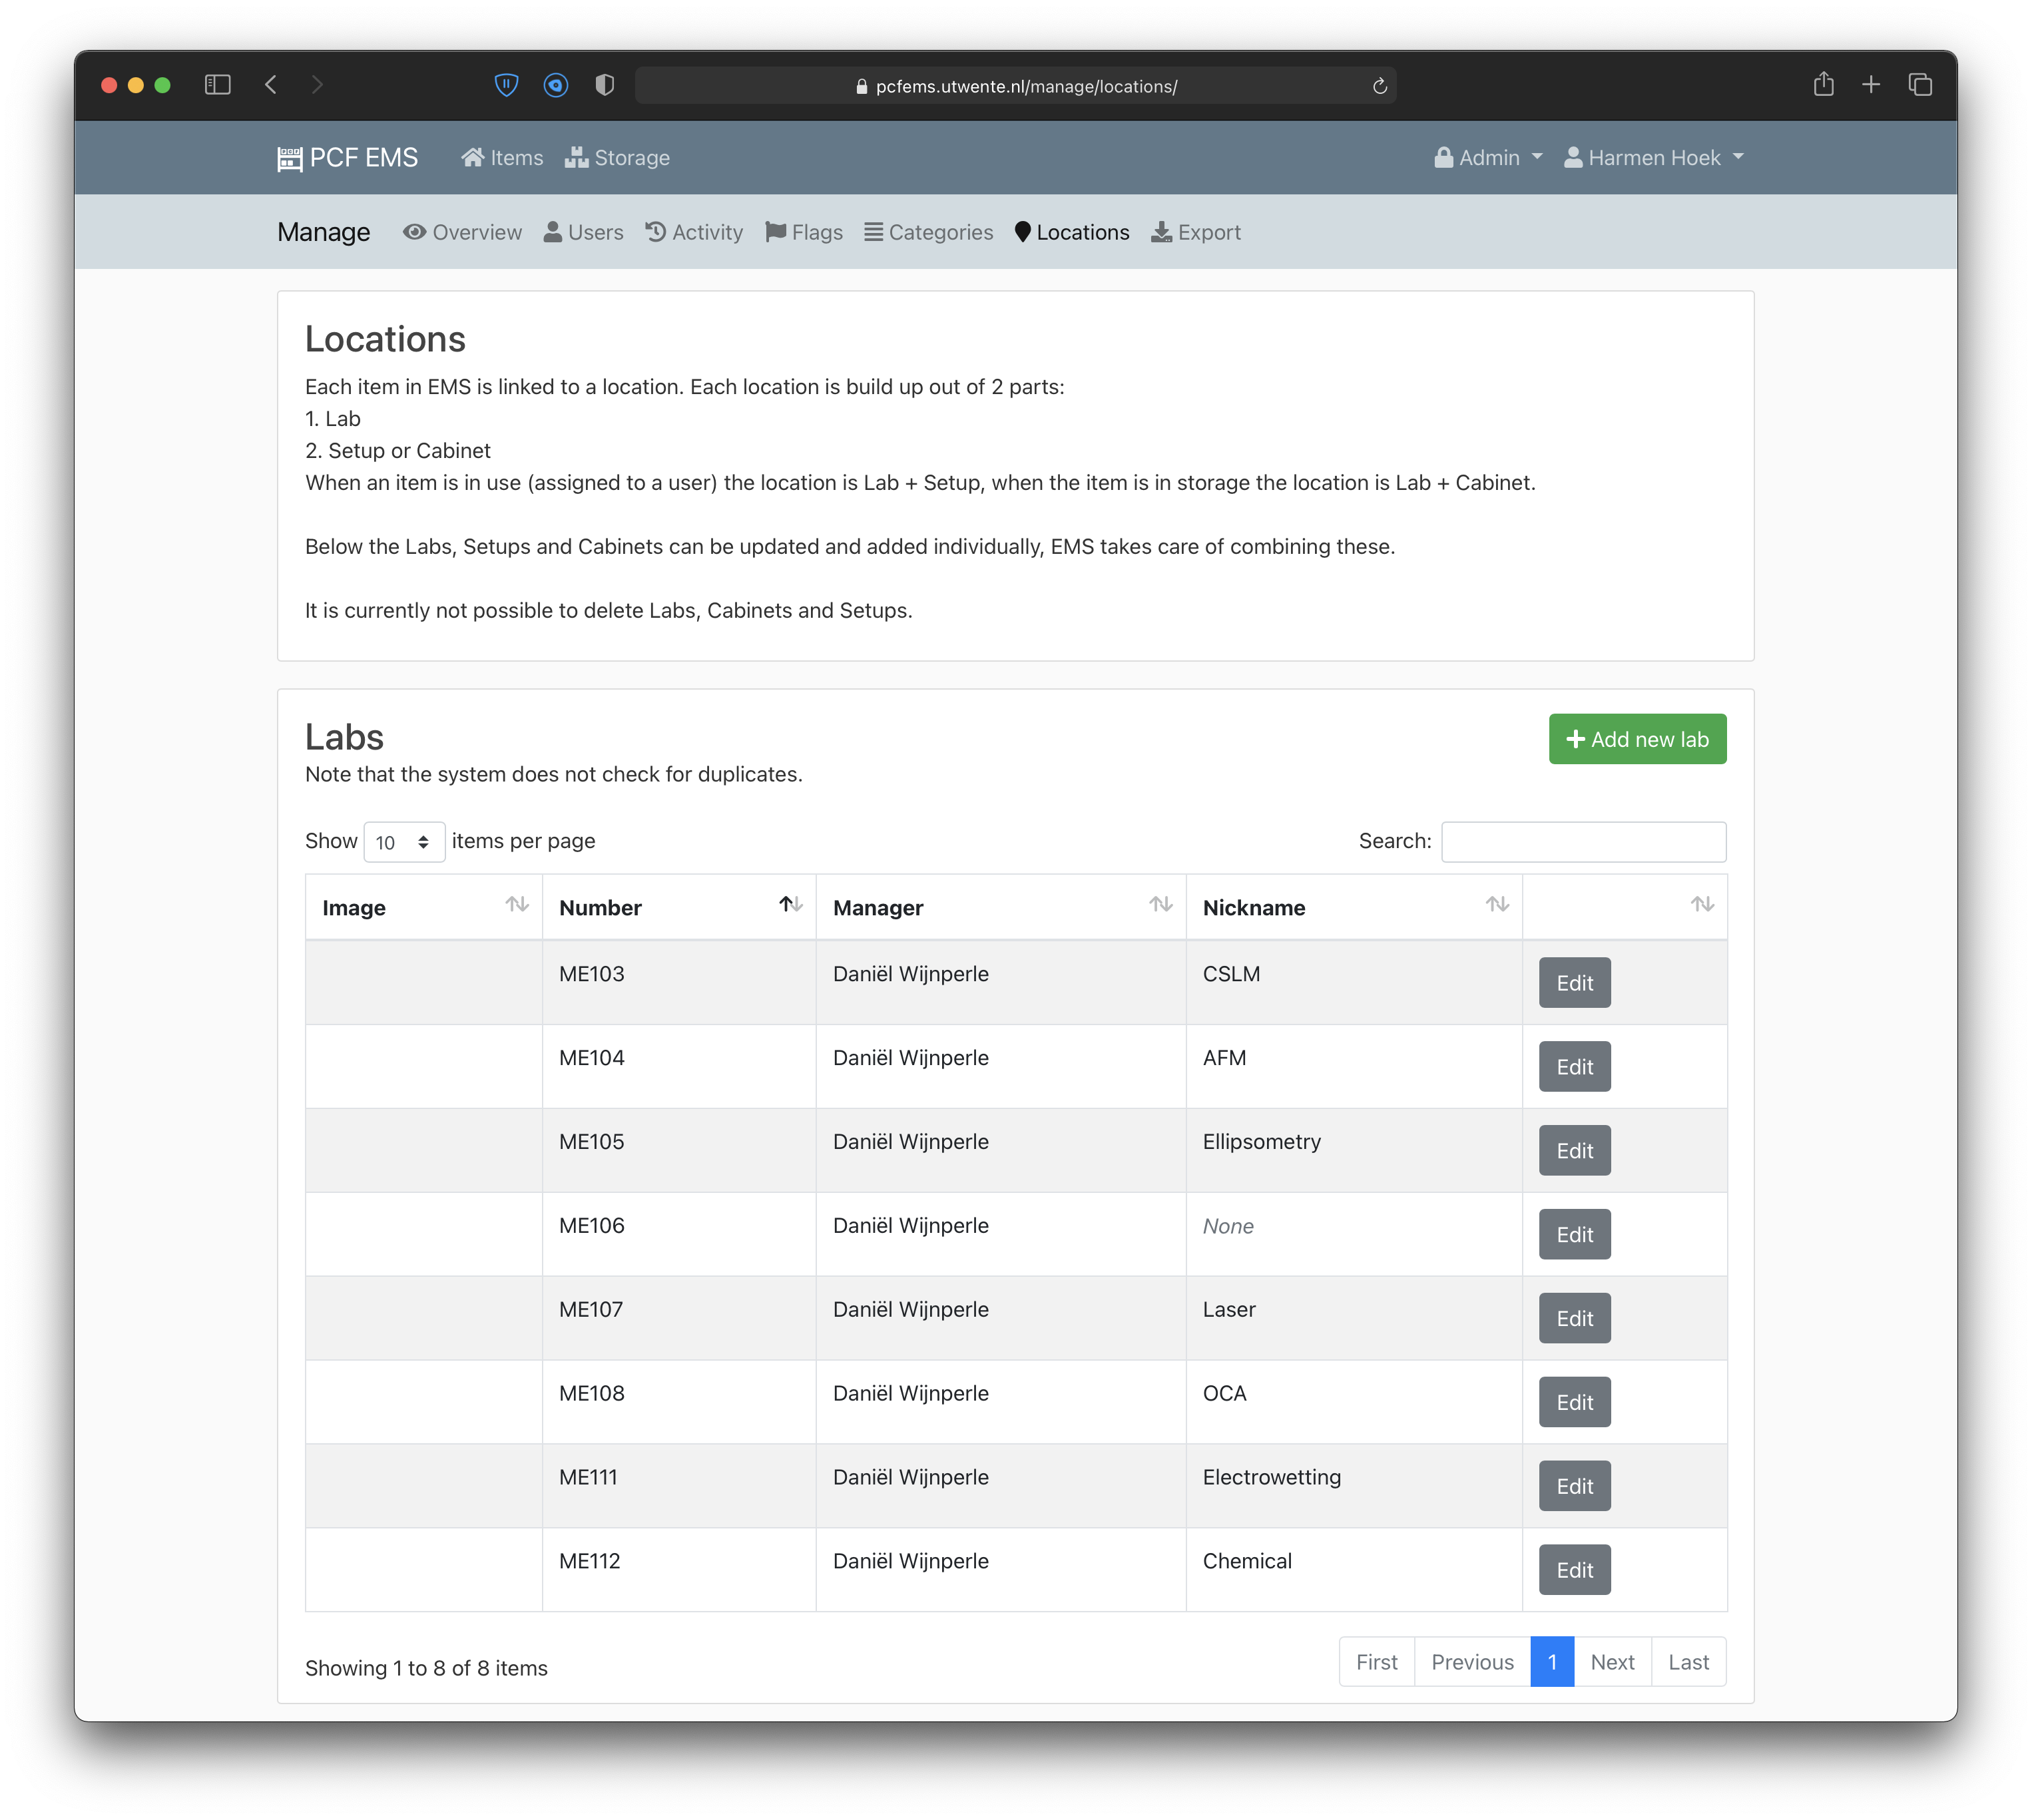 pcfems.utwente.nl/manage/locations/
PCF EMS Items Storage Admin Harmen Hoek
Manage Overview Users Activity Flags Categories Locations Export
Locations
Each item in EMS is linked to a location. Each location is build up out of 2 parts:
1. Lab
2. Setup or Cabinet
When an item is in use (assigned to a user) the location is Lab + Setup, when the item is in storage the location is Lab + Cabinet.
Below the Labs, Setups and Cabinets can be updated and added individually, EMS takes care of combining these.
It is currently not possible to delete Labs, Cabinets and Setups.
Labs
Add new lab
Note that the system does not check for duplicates.
Show 10 items per page Search:
Image Number Manager Nickname
ME103 Daniël Wijnperle CSLM Edit
ME104 Daniël Wijnperle AFM Edit
ME105 Daniël Wijnperle Ellipsometry Edit
ME106 Daniël Wijnperle None Edit
ME107 Daniël Wijnperle Laser Edit
ME108 Daniël Wijnperle OCA Edit
ME111 Daniël Wijnperle Electrowetting Edit
ME112 Daniël Wijnperle Chemical Edit
Showing 1 to 8 of 8 items First Previous 1 Next Last